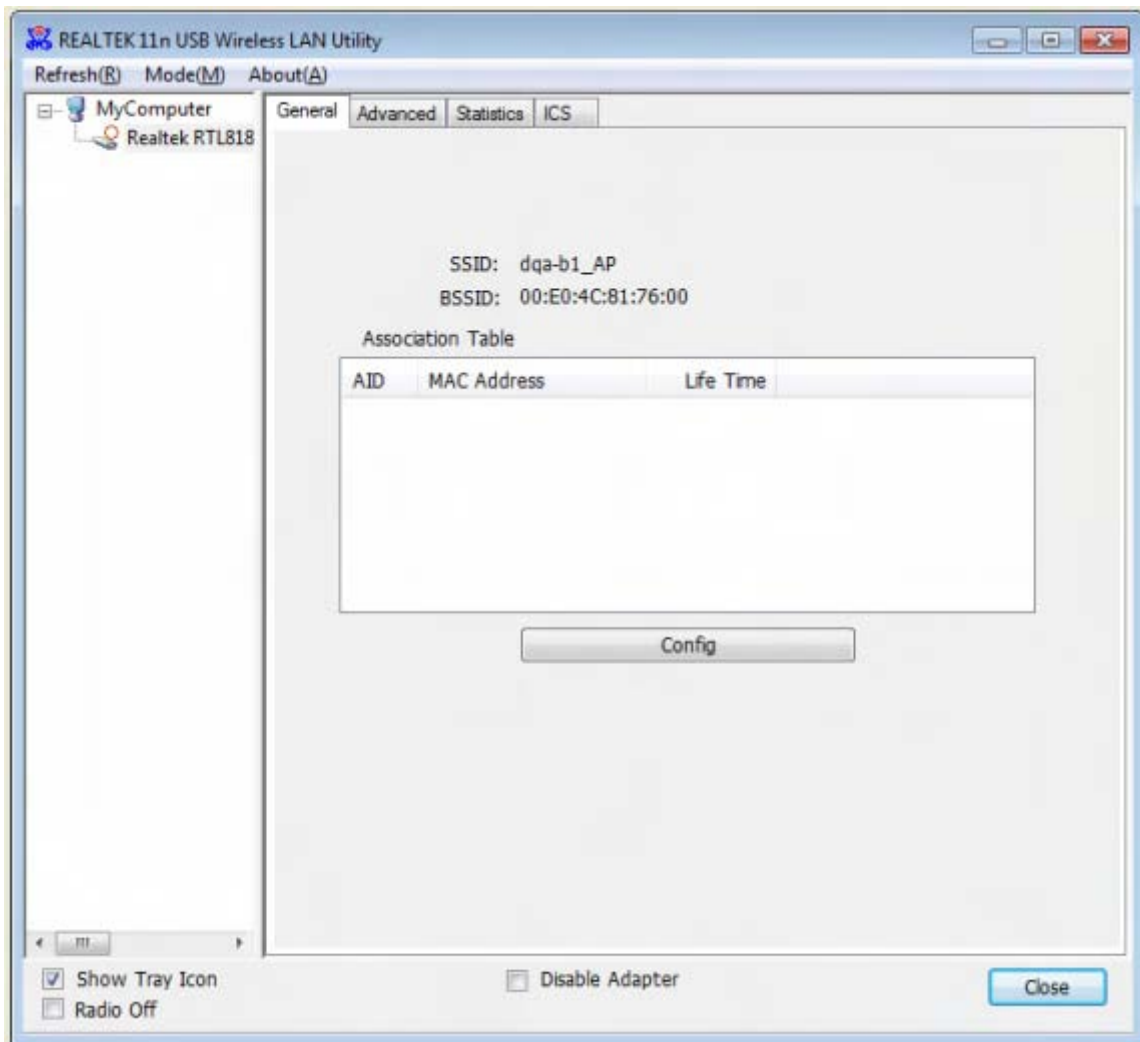 REALTEK 11n USB Wireless LAN Utility
Refresh(R) Mode(M) About(A)
MyComputer
Realtek RTL818
General Advanced Statistics ICS
SSID: dqa-b1_AP
BSSID: 00:E0:4C:81:76:00
Association Table
AID MAC Address Life Time
Config
Show Tray Icon
Radio Off
Disable Adapter
Close